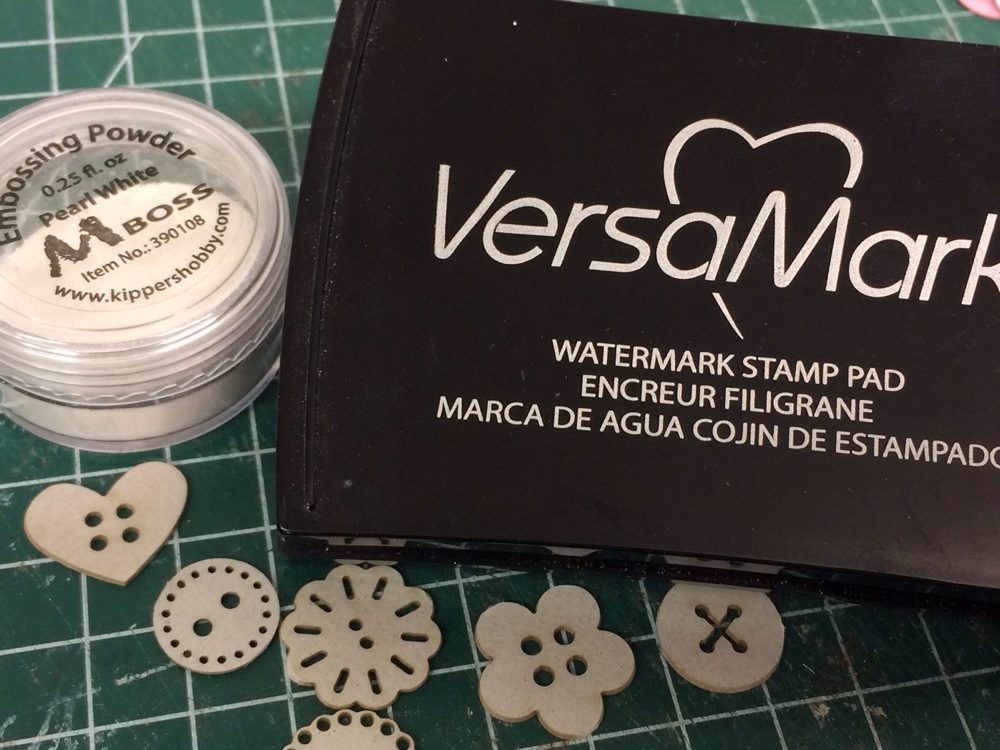 Embossing Powder
0.25 fl. oz
Pearl White
M BOSS
Item No.: 390108
www.kippershobby.com
VersaMark
WATERMARK STAMP PAD
ENCREUR FILIGRANE
MARCA DE AGUA COJIN DE ESTAMPADO